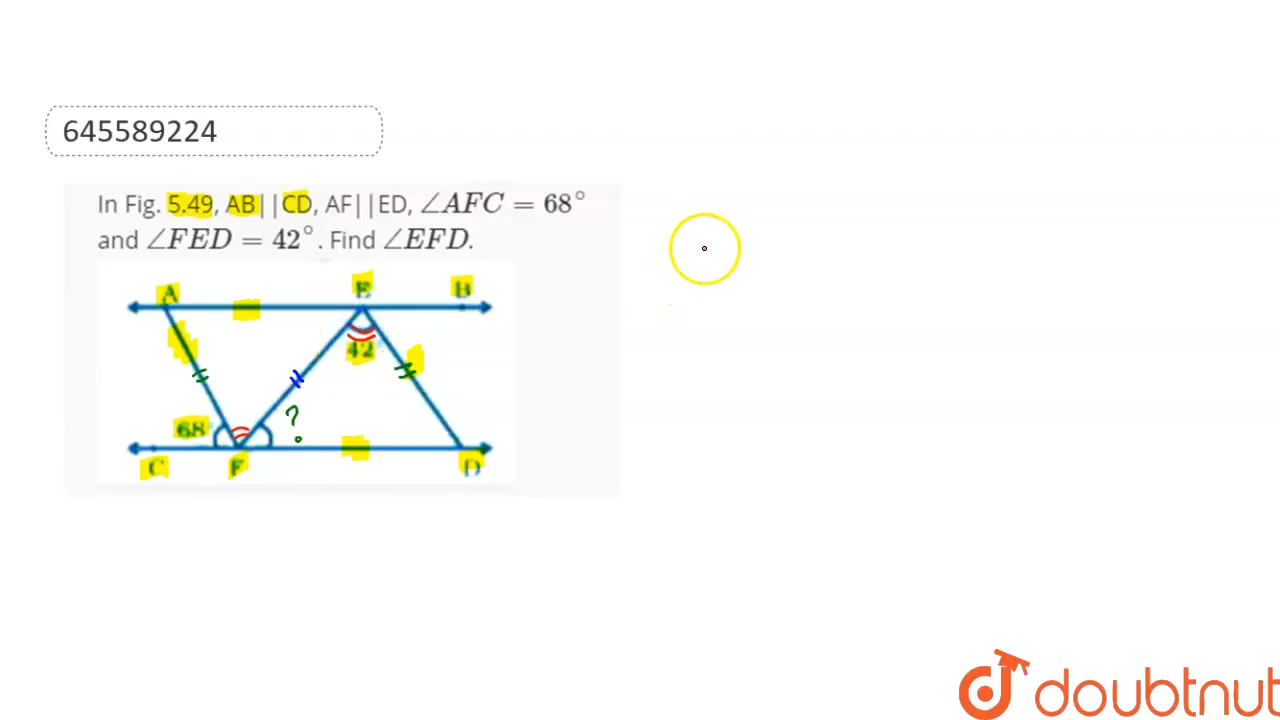 645589224
In Fig. 5.49, AB||CD, AF||ED, ∠AFC = 68°
and ∠FED = 42°. Find ∠EFD.
A E B
42
68 ?
C F D
doubtnut